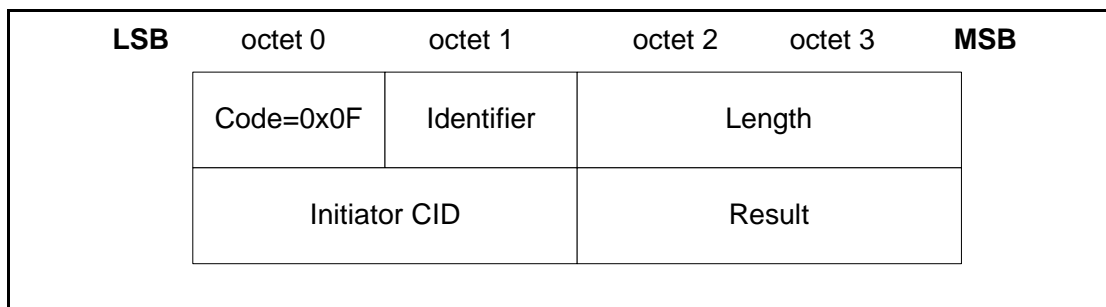 LSB octet 0 octet 1 octet 2 octet 3 MSB
Code=0x0F Identifier Length
Initiator CID Result